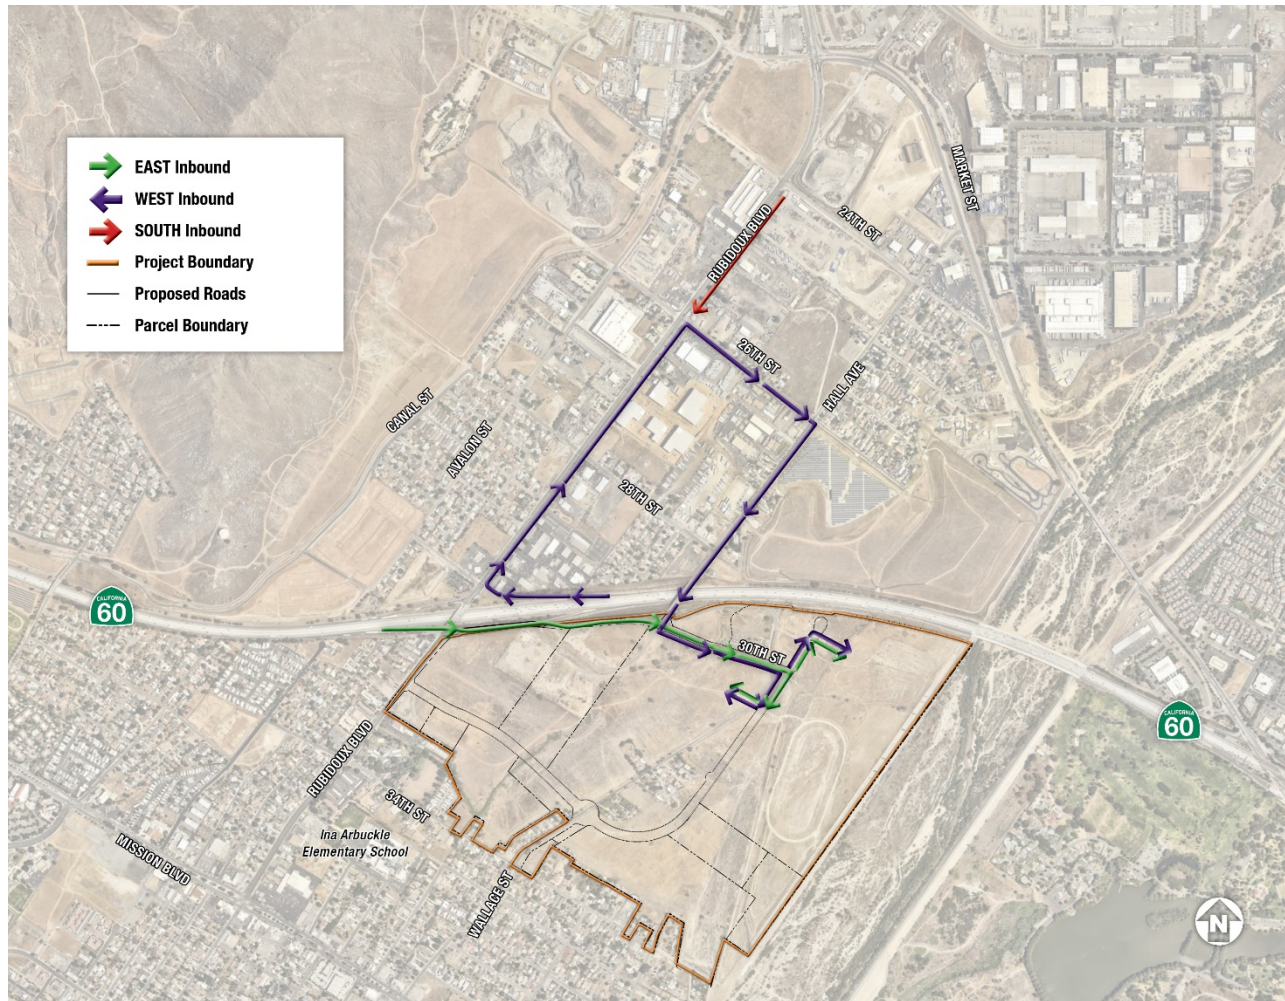 EAST Inbound
WEST Inbound
SOUTH Inbound
Project Boundary
Proposed Roads
Parcel Boundary
MARKET ST
24TH ST
RUBIDOUX BLVD
26TH ST
HALL AVE
CANAL ST
AVALON ST
28TH ST
CALIFORNIA
60
30TH ST
CALIFORNIA
60
RUBIDOUX BLVD
34TH ST
Ina Arbuckle
Elementary School
MISSION BLVD
WALLACE ST
N